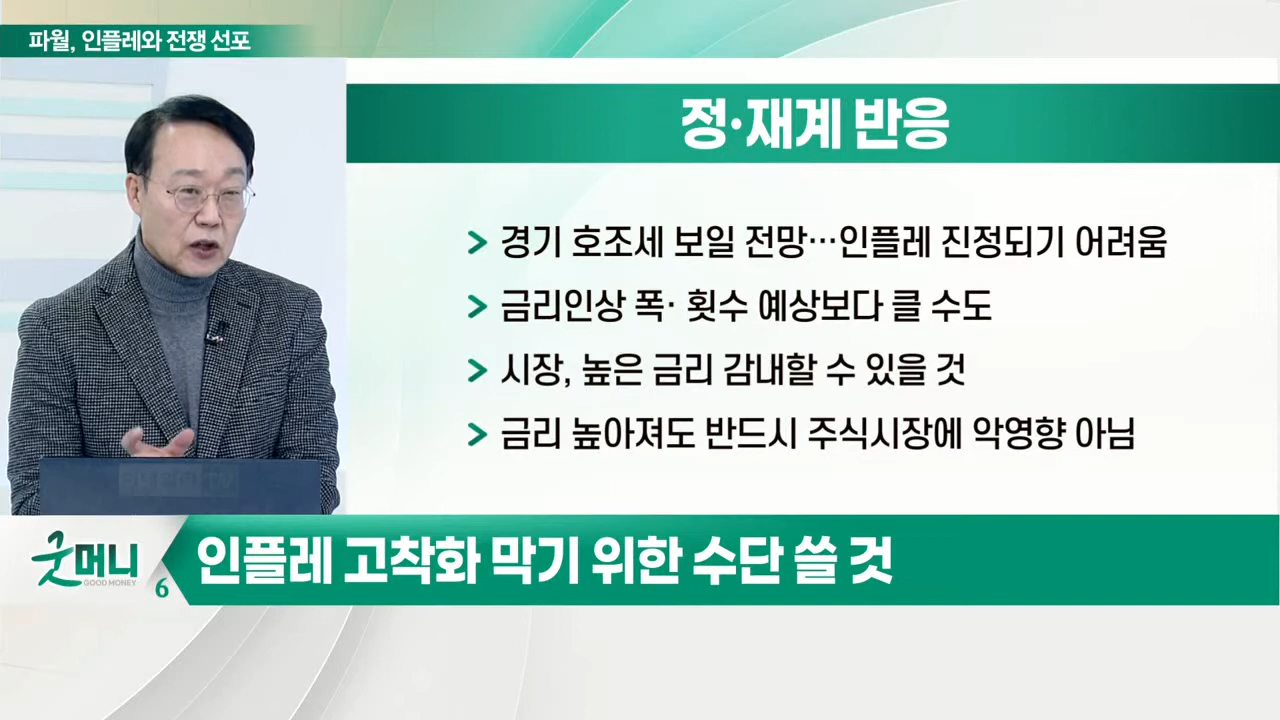 파월, 인플레와 전쟁 선포
정·재계 반응
> 경기 호조세 보일 전망…인플레 진정되기 어려움
> 금리인상 폭· 횟수 예상보다 클 수도
> 시장, 높은 금리 감내할 수 있을 것
> 금리 높아져도 반드시 주식시장에 악영향 아님
굿머니
GOOD MONEY
6
인플레 고착화 막기 위한 수단 쓸 것